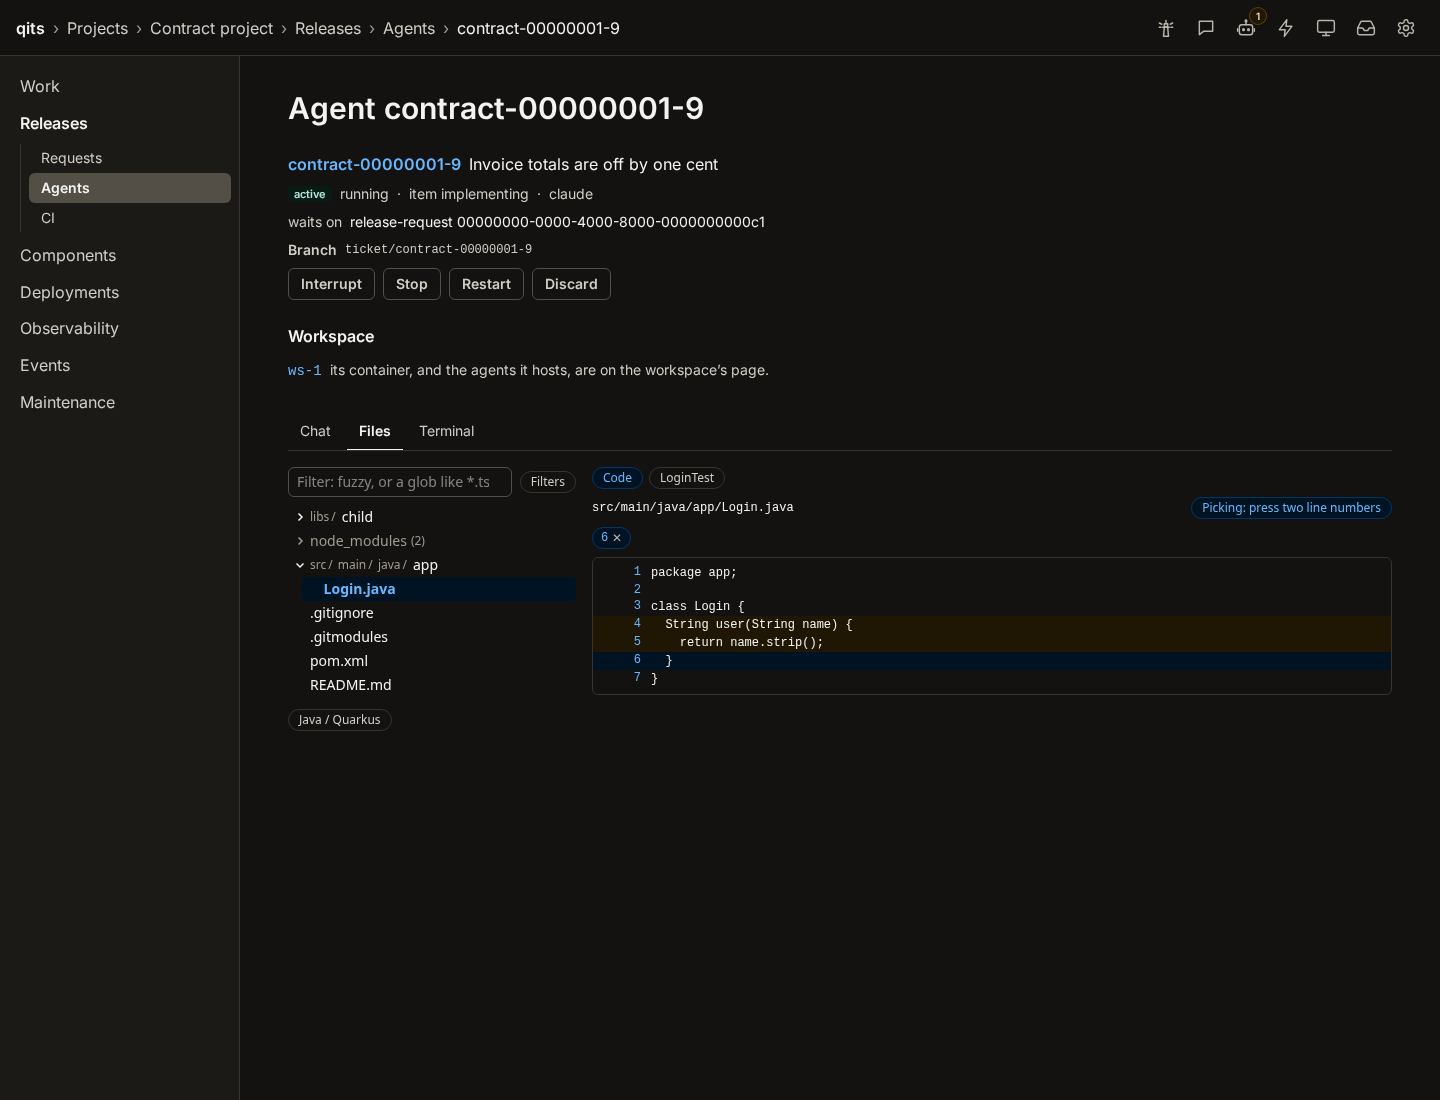 qits › Projects › Contract project › Releases › Agents › contract-00000001-9
1
Work
Releases
Requests
Agents
CI
Components
Deployments
Observability
Events
Maintenance
Agent contract-00000001-9
contract-00000001-9 Invoice totals are off by one cent
active running · item implementing · claude
waits on release-request 00000000-0000-4000-8000-0000000000c1
Branch ticket/contract-00000001-9
Interrupt Stop Restart Discard
Workspace
ws-1 its container, and the agents it hosts, are on the workspace’s page.
Chat Files Terminal
Filter: fuzzy, or a glob like *.ts Filters
libs/ child
node_modules (2)
src/ main/ java/ app
Login.java
.gitignore
.gitmodules
pom.xml
README.md
Java / Quarkus
Code LoginTest
src/main/java/app/Login.java Picking: press two line numbers
6 ×
1 package app;
2
3 class Login {
4 String user(String name) {
5 return name.strip();
6 }
7 }